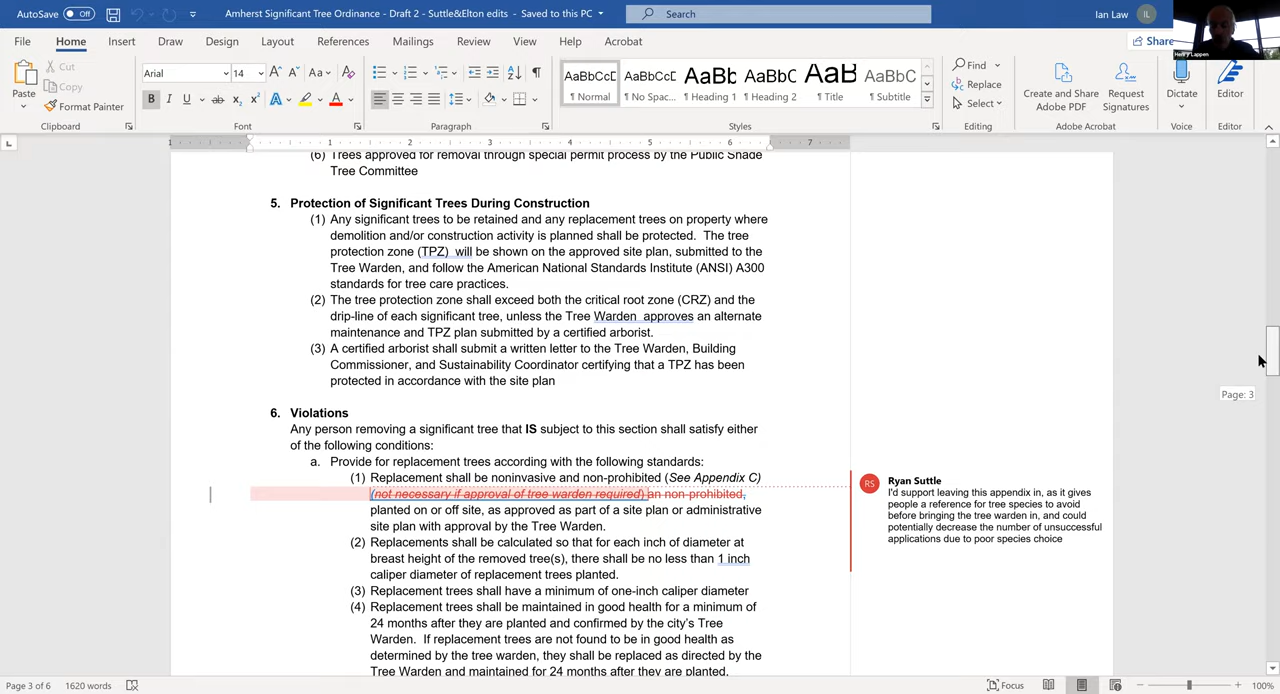 AutoSave Off Amherst Significant Tree Ordinance - Draft 2 - Suttle&Elton edits - Saved to this PC Search Ian Law IL
Henry Lappen
File Home Insert Draw Design Layout References Mailings Review View Help Acrobat Share
Paste
Cut
Copy
Format Painter
Clipboard
Arial 14
Font
Paragraph
AaBbCcD AaBbCcD AaBbC AaBbC AaB AaBbC
¶ Normal ¶ No Spac... ¶ Heading 1 ¶ Heading 2 ¶ Title ¶ Subtitle
Styles
Find
Replace
Select
Editing
Create and Share Adobe PDF
Request Signatures
Adobe Acrobat
Dictate
Voice
Editor
Editor
1 1 2 3 4 5 6 7
(6) Trees approved for removal through special permit process by the Public Shade
Tree Committee
5. Protection of Significant Trees During Construction
(1) Any significant trees to be retained and any replacement trees on property where
demolition and/or construction activity is planned shall be protected. The tree
protection zone (TPZ) will be shown on the approved site plan, submitted to the
Tree Warden, and follow the American National Standards Institute (ANSI) A300
standards for tree care practices.
(2) The tree protection zone shall exceed both the critical root zone (CRZ) and the
drip-line of each significant tree, unless the Tree Warden approves an alternate
maintenance and TPZ plan submitted by a certified arborist.
(3) A certified arborist shall submit a written letter to the Tree Warden, Building
Commissioner, and Sustainability Coordinator certifying that a TPZ has been
protected in accordance with the site plan
6. Violations
Any person removing a significant tree that IS subject to this section shall satisfy either
of the following conditions:
a. Provide for replacement trees according with the following standards:
(1) Replacement shall be noninvasive and non-prohibited (See Appendix C)
(not necessary if approval of tree warden required) an non-prohibited,
planted on or off site, as approved as part of a site plan or administrative
site plan with approval by the Tree Warden.
(2) Replacements shall be calculated so that for each inch of diameter at
breast height of the removed tree(s), there shall be no less than 1 inch
caliper diameter of replacement trees planted.
(3) Replacement trees shall have a minimum of one-inch caliper diameter
(4) Replacement trees shall be maintained in good health for a minimum of
24 months after they are planted and confirmed by the city's Tree
Warden. If replacement trees are not found to be in good health as
determined by the tree warden, they shall be replaced as directed by the
Tree Warden and maintained for 24 months after they are planted.
Page: 3
RS Ryan Suttle
I'd support leaving this appendix in, as it gives
people a reference for tree species to avoid
before bringing the tree warden in, and could
potentially decrease the number of unsuccessful
applications due to poor species choice
Page 3 of 6 1620 words Focus 100%